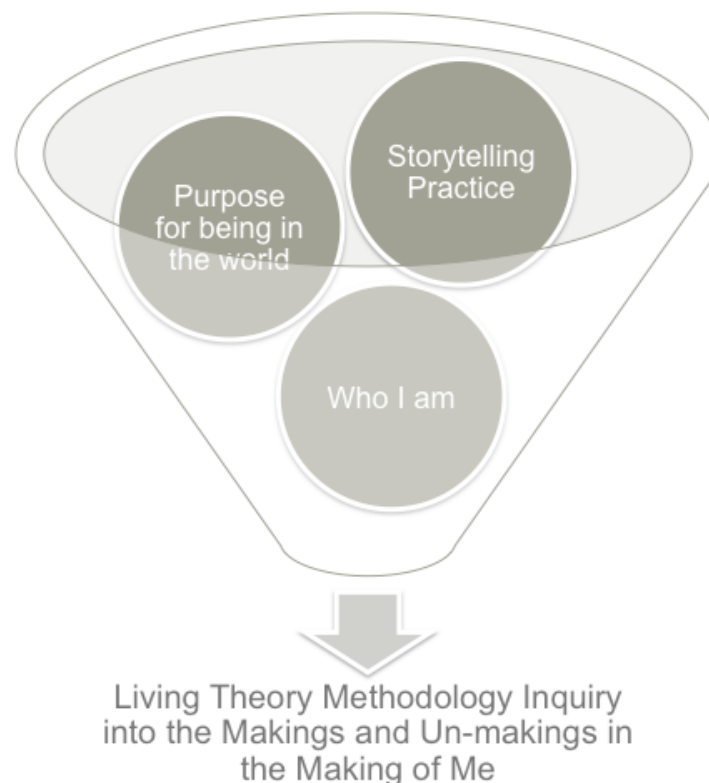 Storytelling
Practice
Purpose
for being in
the world
Who I am
Living Theory Methodology Inquiry
into the Makings and Un-makings in
the Making of Me